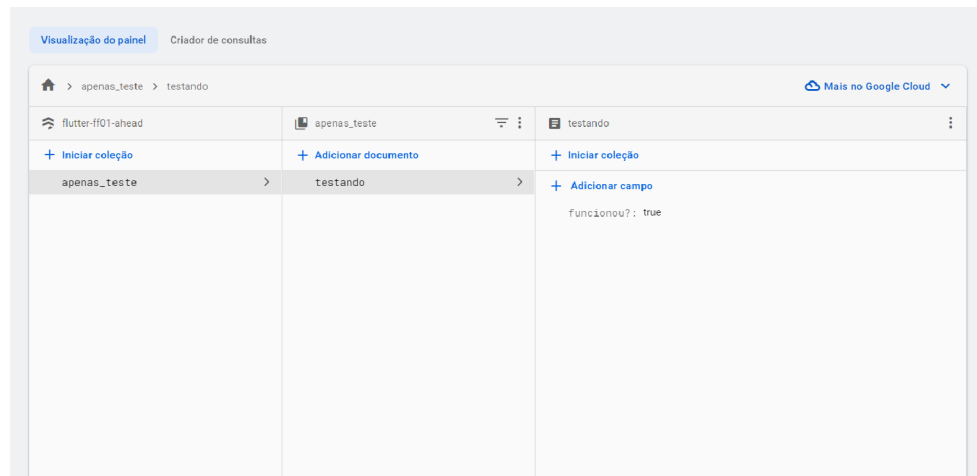 Visualização do painel Criador de consultas
> apenas_teste > testando Mais no Google Cloud
flutter-ff01-ahead apenas_teste testando
+ Iniciar coleção + Adicionar documento + Iniciar coleção
apenas_teste > testando > + Adicionar campo
funcionou?: true